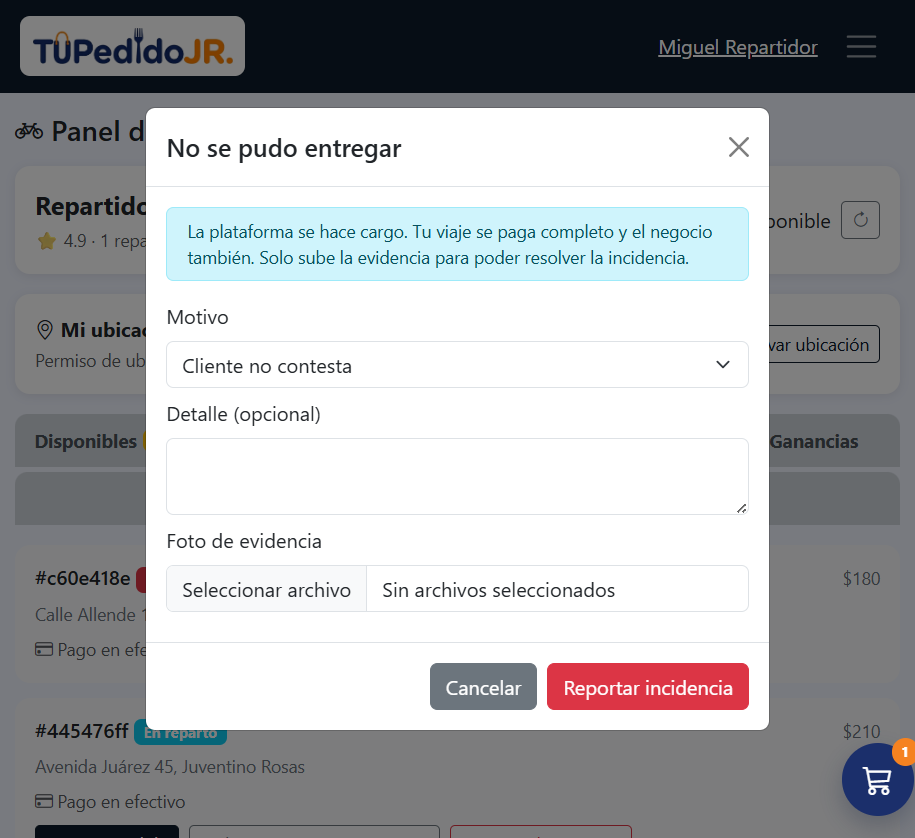 TUPedidoJR.
Miguel Repartidor
Panel d
No se pudo entregar
La plataforma se hace cargo. Tu viaje se paga completo y el negocio
también. Solo sube la evidencia para poder resolver la incidencia.
Repartido
4.9 · 1 repa
ponible
Motivo
Cliente no contesta
Mi ubicac
Permiso de ub
var ubicación
Detalle (opcional)
Disponibles
Ganancias
Foto de evidencia
Seleccionar archivo
Sin archivos seleccionados
#c60e418e
$180
Calle Allende 1
Pago en efe
Cancelar
Reportar incidencia
#445476ff
En reparto
$210
Avenida Juárez 45, Juventino Rosas
1
Pago en efectivo